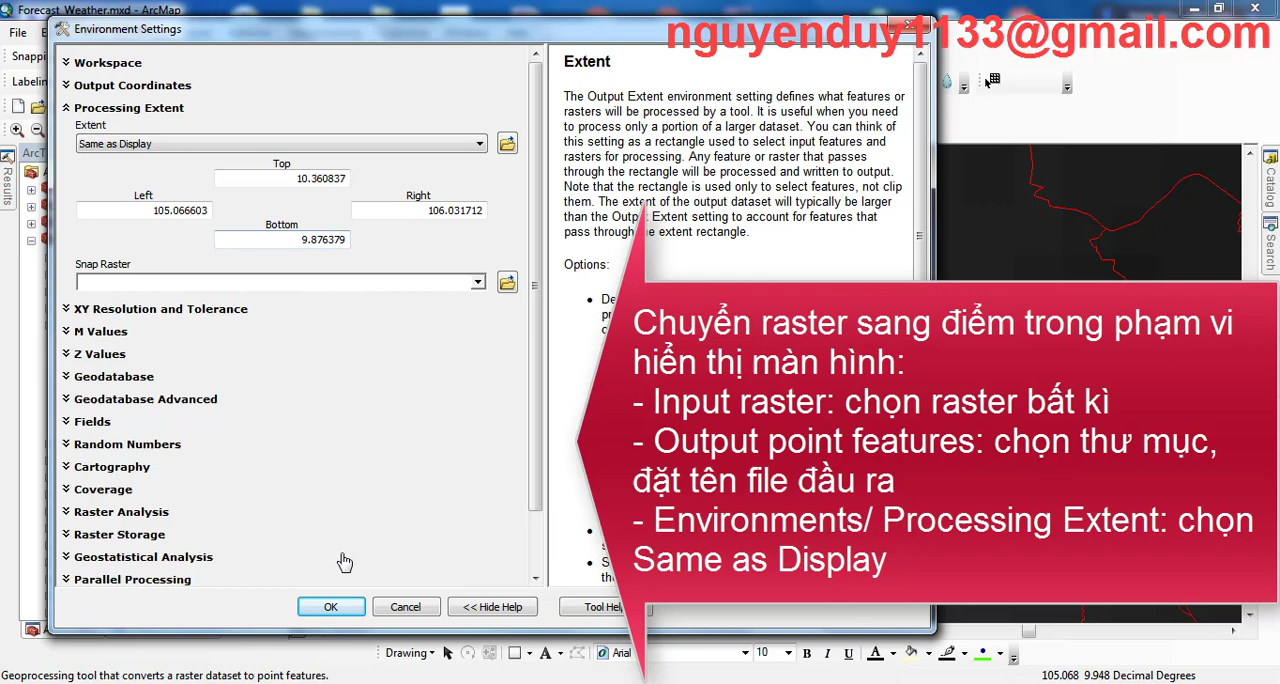 Forecast_Weather.mxd - ArcMap
Environment Settings
nguyenduy1133@gmail.com
File
Snapping
Labeling
ArcT
Results
Catalog
Search
Workspace
Output Coordinates
Processing Extent
Extent
Same as Display
Top
10.360837
Left
Right
105.066603
106.031712
Bottom
9.876379
Snap Raster
XY Resolution and Tolerance
M Values
Z Values
Geodatabase
Geodatabase Advanced
Fields
Random Numbers
Cartography
Coverage
Raster Analysis
Raster Storage
Geostatistical Analysis
Parallel Processing
OK
Cancel
<< Hide Help
Tool Help
Extent
The Output Extent environment setting defines what features or
rasters will be processed by a tool. It is useful when you need
to process only a portion of a larger dataset. You can think of
this setting as a rectangle used to select input features and
rasters for processing. Any feature or raster that passes
through the rectangle will be processed and written to output.
Note that the rectangle is used only to select features, not clip
them. The extent of the output dataset will typically be larger
than the Output Extent setting to account for features that
pass through the extent rectangle.
Options:
Chuyển raster sang điểm trong phạm vi
hiển thị màn hình:
- Input raster: chọn raster bất kì
- Output point features: chọn thư mục,
đặt tên file đầu ra
- Environments/ Processing Extent: chọn
Same as Display
Drawing
Arial
10
B I U A
Geoprocessing tool that converts a raster dataset to point features.
105.068 9.948 Decimal Degrees